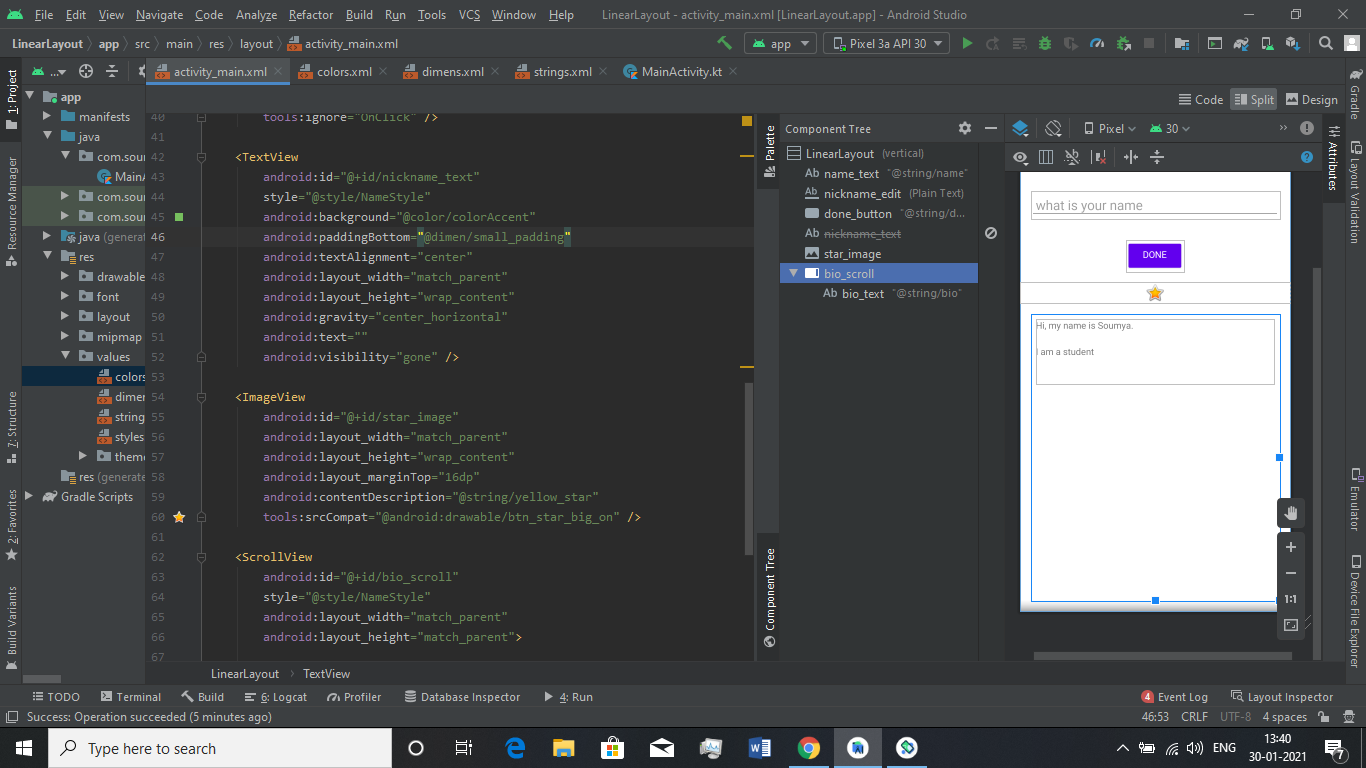 File Edit View Navigate Code Analyze Refactor Build Run Tools VCS Window Help LinearLayout - activity_main.xml [LinearLayout.app] - Android Studio
LinearLayout app src main res layout activity_main.xml app Pixel 3a API 30
1: Project
Resource Manager
7: Structure
2: Favorites
Build Variants
... activity_main.xml colors.xml dimens.xml strings.xml MainActivity.kt
Code Split Design
app
manifests
java
com.sour
MainA
com.sour
com.sour
java (genera
res
drawable
font
layout
mipmap
values
colors
dimen
string
styles
them
res (generate
Gradle Scripts
40 tools:ignore="OnClick" />
41
42 <TextView
43 android:id="@+id/nickname_text"
44 style="@style/NameStyle"
45 android:background="@color/colorAccent"
46 android:paddingBottom="@dimen/small_padding"
47 android:textAlignment="center"
48 android:layout_width="match_parent"
49 android:layout_height="wrap_content"
50 android:gravity="center_horizontal"
51 android:text=""
52 android:visibility="gone" />
53
54 <ImageView
55 android:id="@+id/star_image"
56 android:layout_width="match_parent"
57 android:layout_height="wrap_content"
58 android:layout_marginTop="16dp"
59 android:contentDescription="@string/yellow_star"
60 tools:srcCompat="@android:drawable/btn_star_big_on" />
61
62 <ScrollView
63 android:id="@+id/bio_scroll"
64 style="@style/NameStyle"
65 android:layout_width="match_parent"
66 android:layout_height="match_parent">
67
LinearLayout TextView
Palette
Component Tree
Component Tree
LinearLayout (vertical)
name_text "@string/name"
nickname_edit (Plain Text)
done_button "@string/d...
nickname_text
star_image
bio_scroll
Ab bio_text "@string/bio"
Pixel 30
what is your name
DONE
Hi, my name is Soumya.
I am a student
1:1
Attributes
Gradle
Layout Validation
Emulator
Device File Explorer
TODO Terminal Build 6: Logcat Profiler Database Inspector 4: Run 4 Event Log Layout Inspector
Success: Operation succeeded (5 minutes ago) 46:53 CRLF UTF-8 4 spaces
Type here to search ENG 13:40
30-01-2021 7